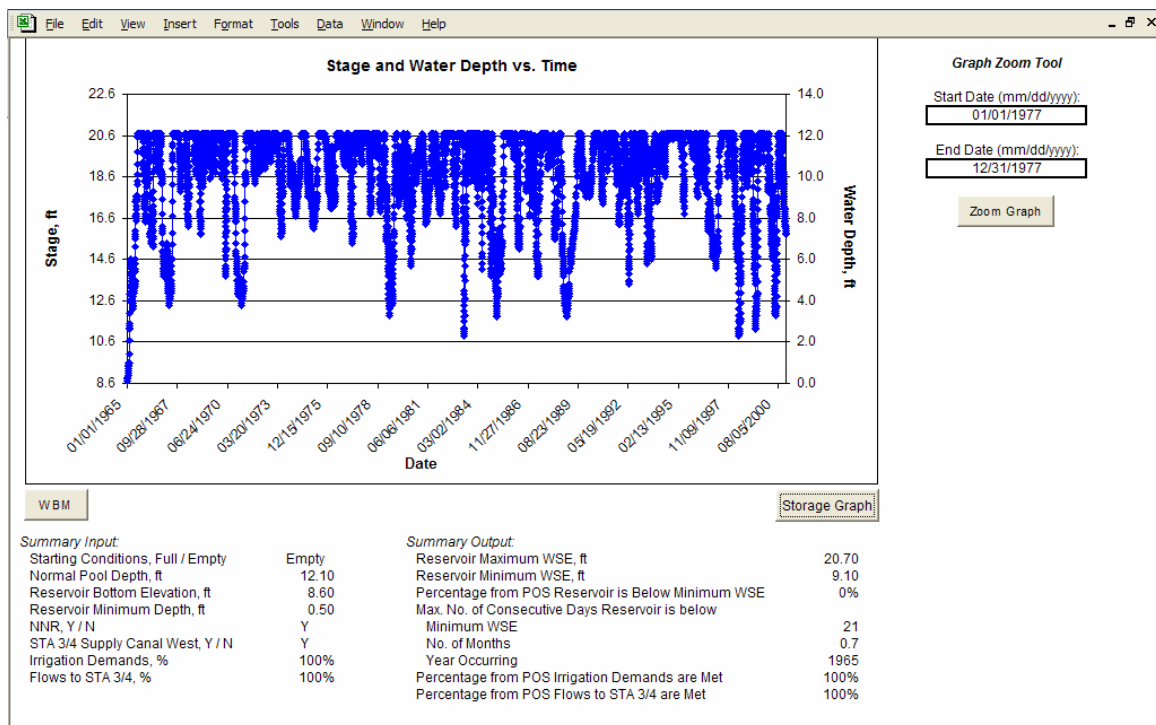 File Edit View Insert Format Tools Data Window Help
Stage and Water Depth vs. Time
Graph Zoom Tool
Start Date (mm/dd/yyyy):
01/01/1977
End Date (mm/dd/yyyy):
12/31/1977
Zoom Graph
Stage, ft
22.6
20.6
18.6
16.6
14.6
12.6
10.6
8.6
14.0
12.0
10.0
8.0
6.0
4.0
2.0
0.0
Water Depth, ft
01/01/1965
09/28/1967
06/24/1970
03/20/1973
12/15/1975
09/10/1978
06/06/1981
03/02/1984
11/27/1986
08/23/1989
05/19/1992
02/13/1995
11/09/1997
08/05/2000
Date
WBM
Storage Graph
Summary Input:
Starting Conditions, Full / Empty Empty
Normal Pool Depth, ft 12.10
Reservoir Bottom Elevation, ft 8.60
Reservoir Minimum Depth, ft 0.50
NNR, Y / N Y
STA 3/4 Supply Canal West, Y / N Y
Irrigation Demands, % 100%
Flows to STA 3/4, % 100%
Summary Output:
Reservoir Maximum WSE, ft 20.70
Reservoir Minimum WSE, ft 9.10
Percentage from POS Reservoir is Below Minimum WSE 0%
Max. No. of Consecutive Days Reservoir is below
Minimum WSE 21
No. of Months 0.7
Year Occurring 1965
Percentage from POS Irrigation Demands are Met 100%
Percentage from POS Flows to STA 3/4 are Met 100%